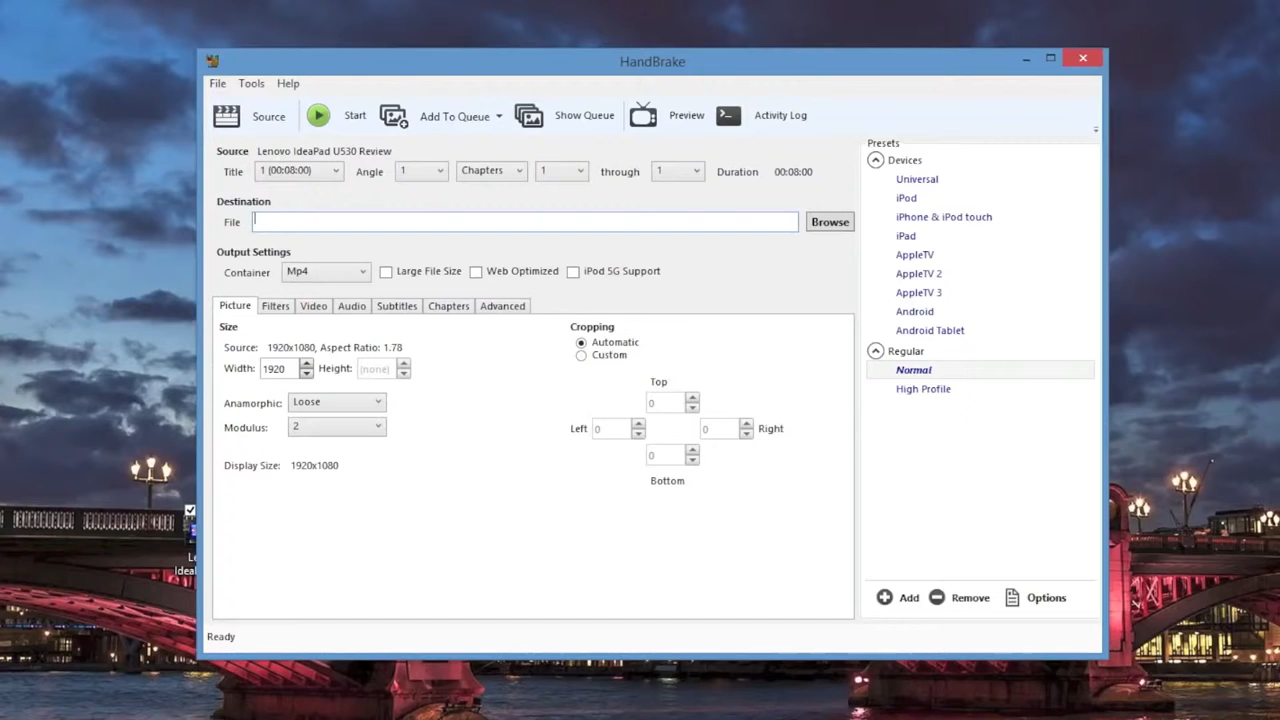 HandBrake
File Tools Help
Source Start Add To Queue Show Queue Preview Activity Log
Source Lenovo IdeaPad U530 Review
Title 1 (00:08:00) Angle 1 Chapters 1 through 1 Duration 00:08:00
Destination
File Browse
Output Settings
Container Mp4 Large File Size Web Optimized iPod 5G Support
Picture Filters Video Audio Subtitles Chapters Advanced
Size
Source: 1920x1080, Aspect Ratio: 1.78
Width: 1920 Height: (none)
Anamorphic: Loose
Modulus: 2
Display Size: 1920x1080
Cropping
Automatic
Custom
Top
0
Left 0 0 Right
0
Bottom
Presets
Devices
Universal
iPod
iPhone & iPod touch
iPad
AppleTV
AppleTV 2
AppleTV 3
Android
Android Tablet
Regular
Normal
High Profile
Add Remove Options
Ready